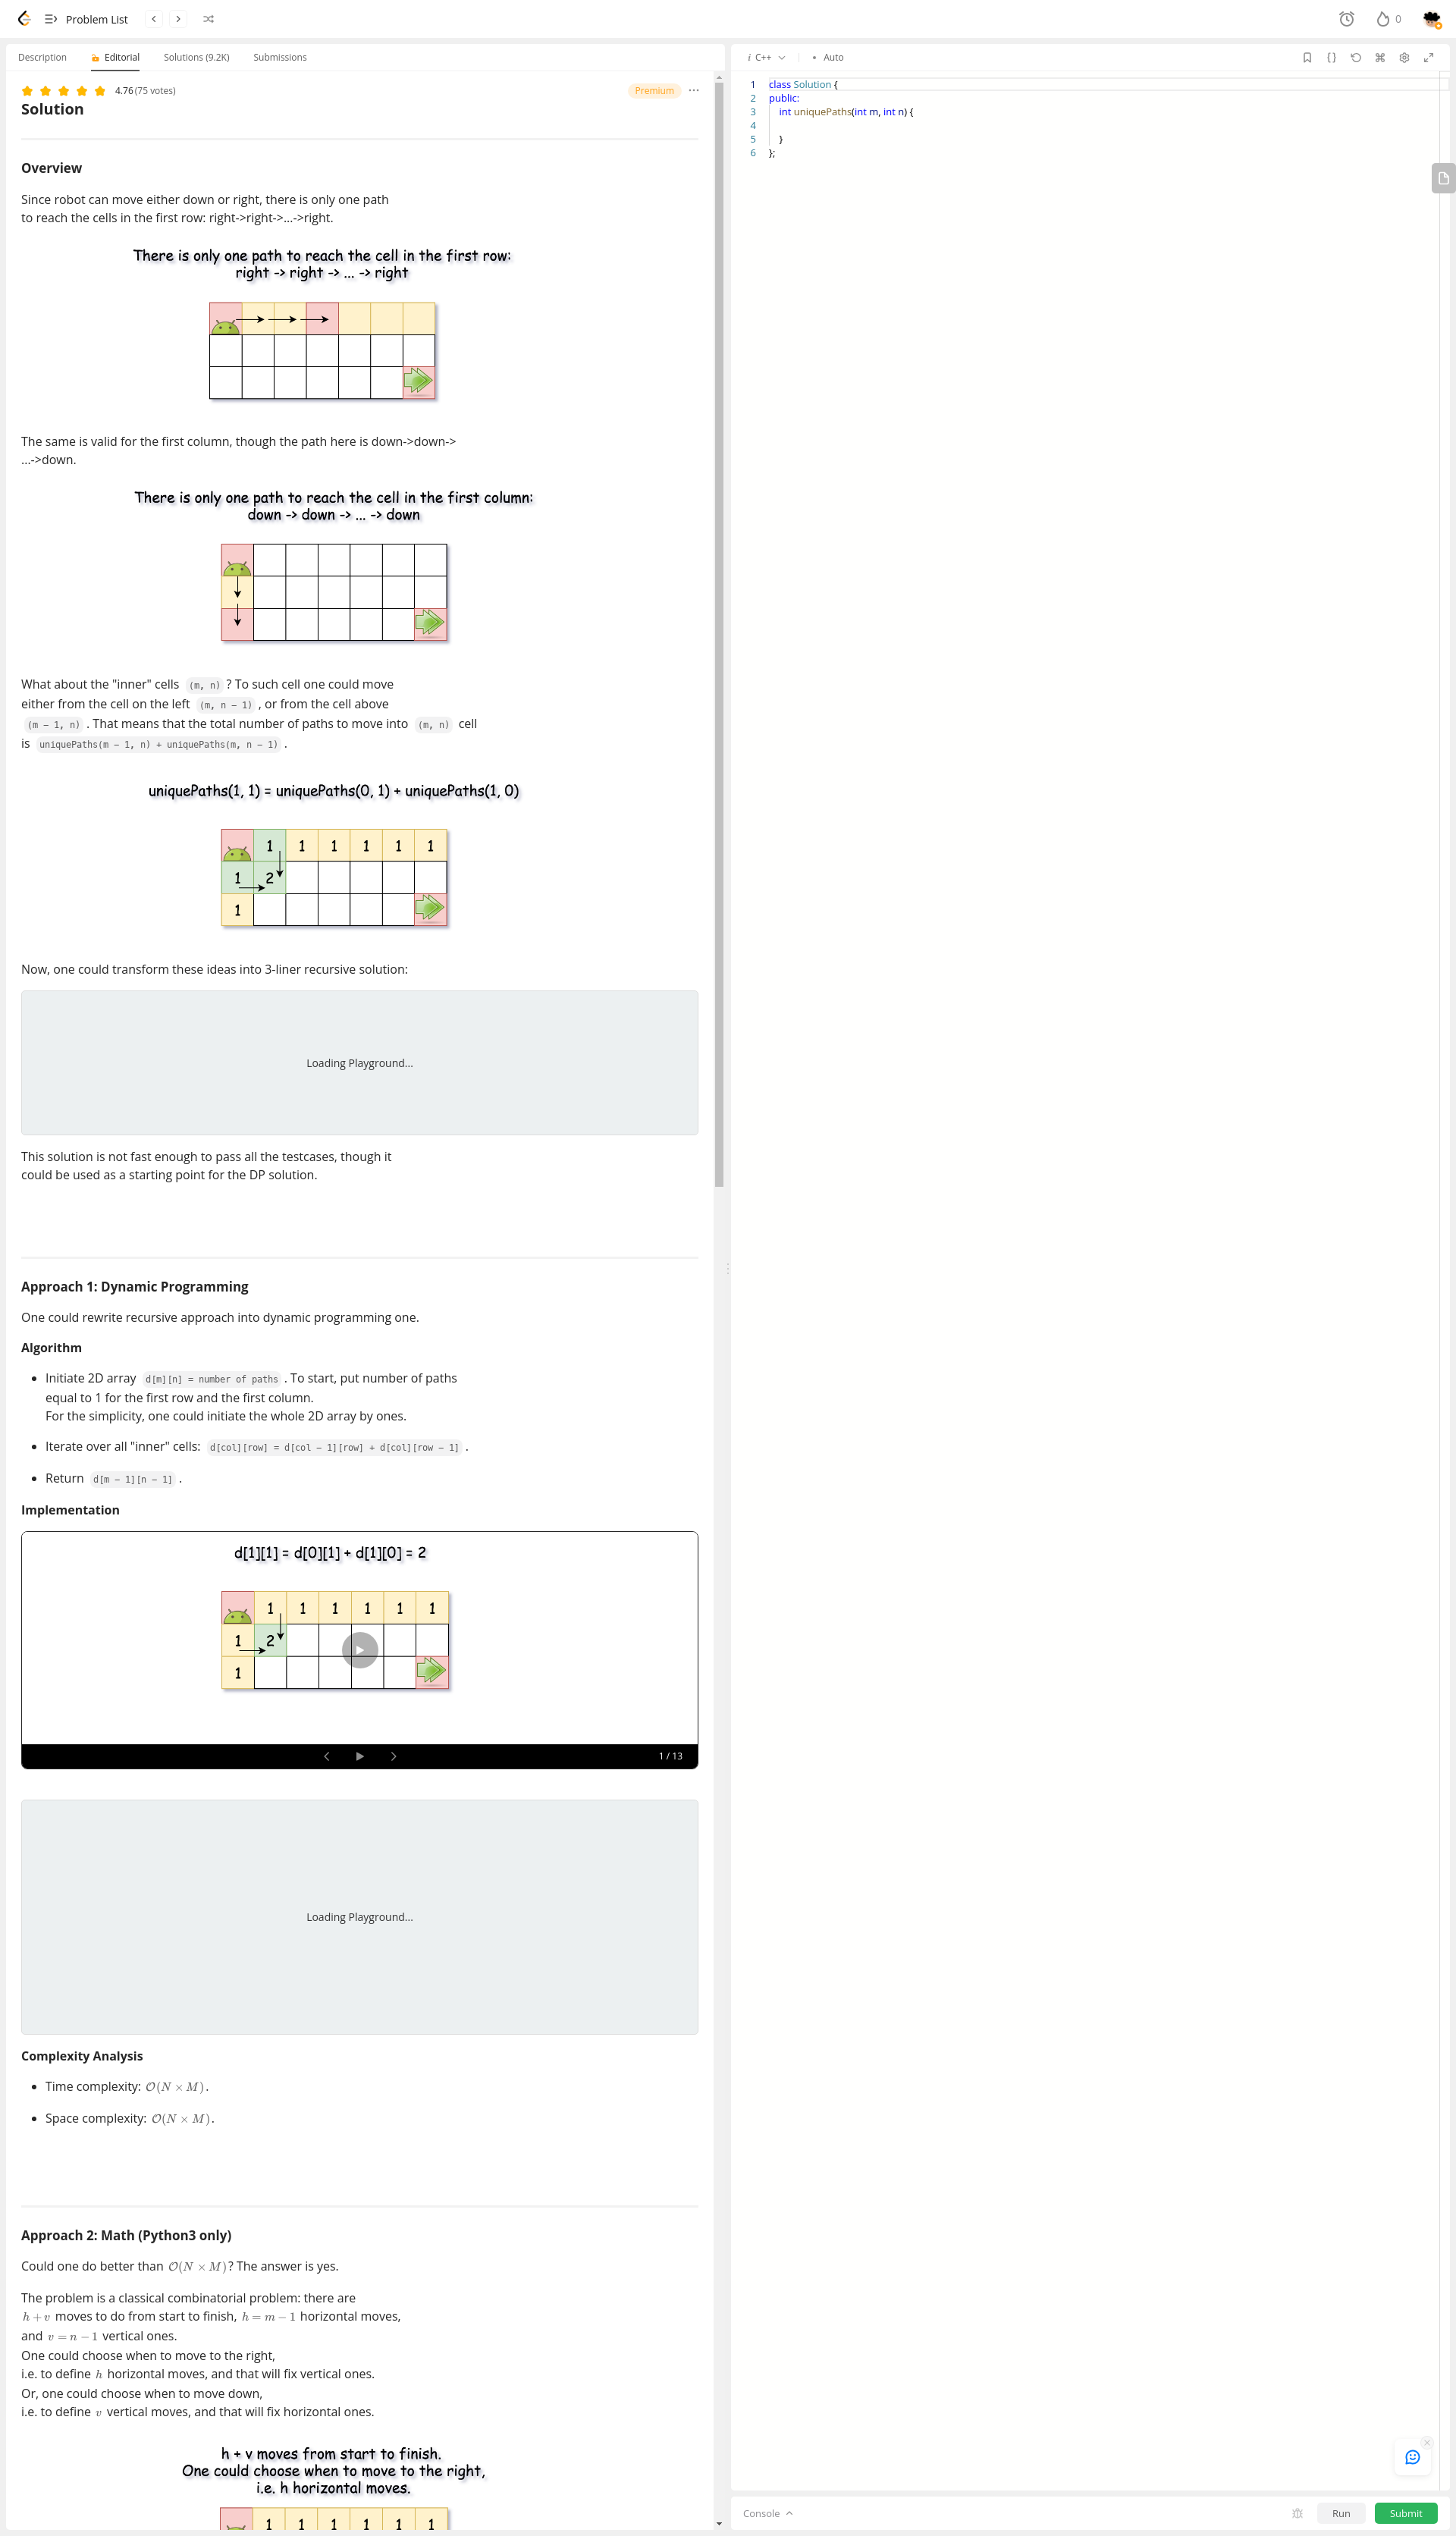 Problem List
0
Description
Editorial
Solutions (9.2K)
Submissions
4.76 (75 votes)
Premium
Solution
Overview
Since robot can move either down or right, there is only one path
to reach the cells in the first row: right->right->...->right.
There is only one path to reach the cell in the first row:
right -> right -> ... -> right
The same is valid for the first column, though the path here is down->down->
...->down.
There is only one path to reach the cell in the first column:
down -> down -> ... -> down
What about the "inner" cells (m, n) ? To such cell one could move
either from the cell on the left (m, n − 1) , or from the cell above
(m − 1, n) . That means that the total number of paths to move into (m, n) cell
is uniquePaths(m − 1, n) + uniquePaths(m, n − 1) .
uniquePaths(1, 1) = uniquePaths(0, 1) + uniquePaths(1, 0)
1 1 1 1 1 1
1 2
1
Now, one could transform these ideas into 3-liner recursive solution:
Loading Playground...
This solution is not fast enough to pass all the testcases, though it
could be used as a starting point for the DP solution.
Approach 1: Dynamic Programming
One could rewrite recursive approach into dynamic programming one.
Algorithm
• Initiate 2D array d[m][n] = number of paths . To start, put number of paths
equal to 1 for the first row and the first column.
For the simplicity, one could initiate the whole 2D array by ones.
• Iterate over all "inner" cells: d[col][row] = d[col − 1][row] + d[col][row − 1] .
• Return d[m − 1][n − 1] .
Implementation
d[1][1] = d[0][1] + d[1][0] = 2
1 1 1 1 1 1
1 2
1
1 / 13
Loading Playground...
Complexity Analysis
• Time complexity: O(N × M).
• Space complexity: O(N × M).
Approach 2: Math (Python3 only)
Could one do better than O(N × M)? The answer is yes.
The problem is a classical combinatorial problem: there are
h + v moves to do from start to finish, h = m − 1 horizontal moves,
and v = n − 1 vertical ones.
One could choose when to move to the right,
i.e. to define h horizontal moves, and that will fix vertical ones.
Or, one could choose when to move down,
i.e. to define v vertical moves, and that will fix horizontal ones.
h + v moves from start to finish.
One could choose when to move to the right,
i.e. h horizontal moves.
1 1 1 1 1 1
i C++
• Auto
1 class Solution {
2 public:
3 int uniquePaths(int m, int n) {
4
5 }
6 };
Console
Run
Submit